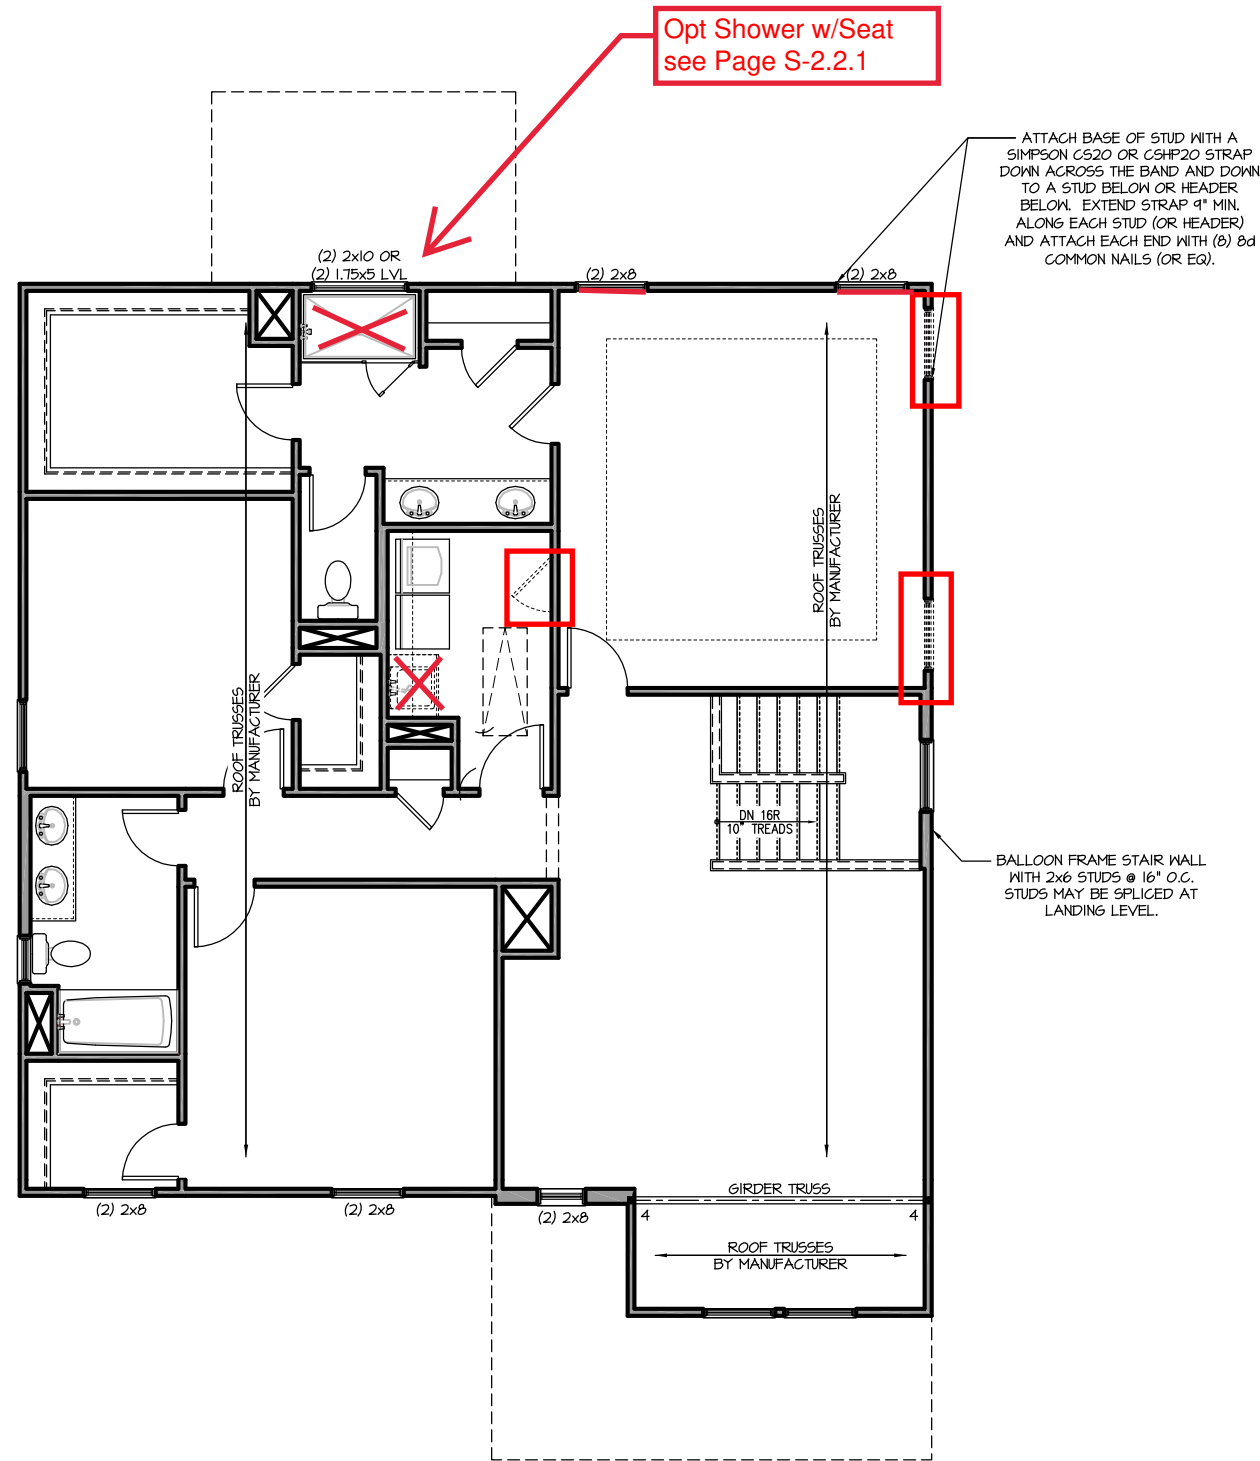 Opt Shower w/Seat
see Page S-2.2.1
ATTACH BASE OF STUD WITH A
SIMPSON CS20 OR CSHP20 STRAP
DOWN ACROSS THE BAND AND DOWN
TO A STUD BELOW OR HEADER
BELOW. EXTEND STRAP 9" MIN.
ALONG EACH STUD (OR HEADER)
AND ATTACH EACH END WITH (8) 8d
COMMON NAILS (OR EQ).
(2) 2x10 OR
(2) 1.75x5 LVL
(2) 2x8
(2) 2x8
ROOF TRUSSES
BY MANUFACTURER
ROOF TRUSSES
BY MANUFACTURER
DN 16R
10" TREADS
BALLOON FRAME STAIR WALL
WITH 2x6 STUDS @ 16" O.C.
STUDS MAY BE SPLICED AT
LANDING LEVEL.
GIRDER TRUSS
4
4
(2) 2x8
(2) 2x8
(2) 2x8
ROOF TRUSSES
BY MANUFACTURER